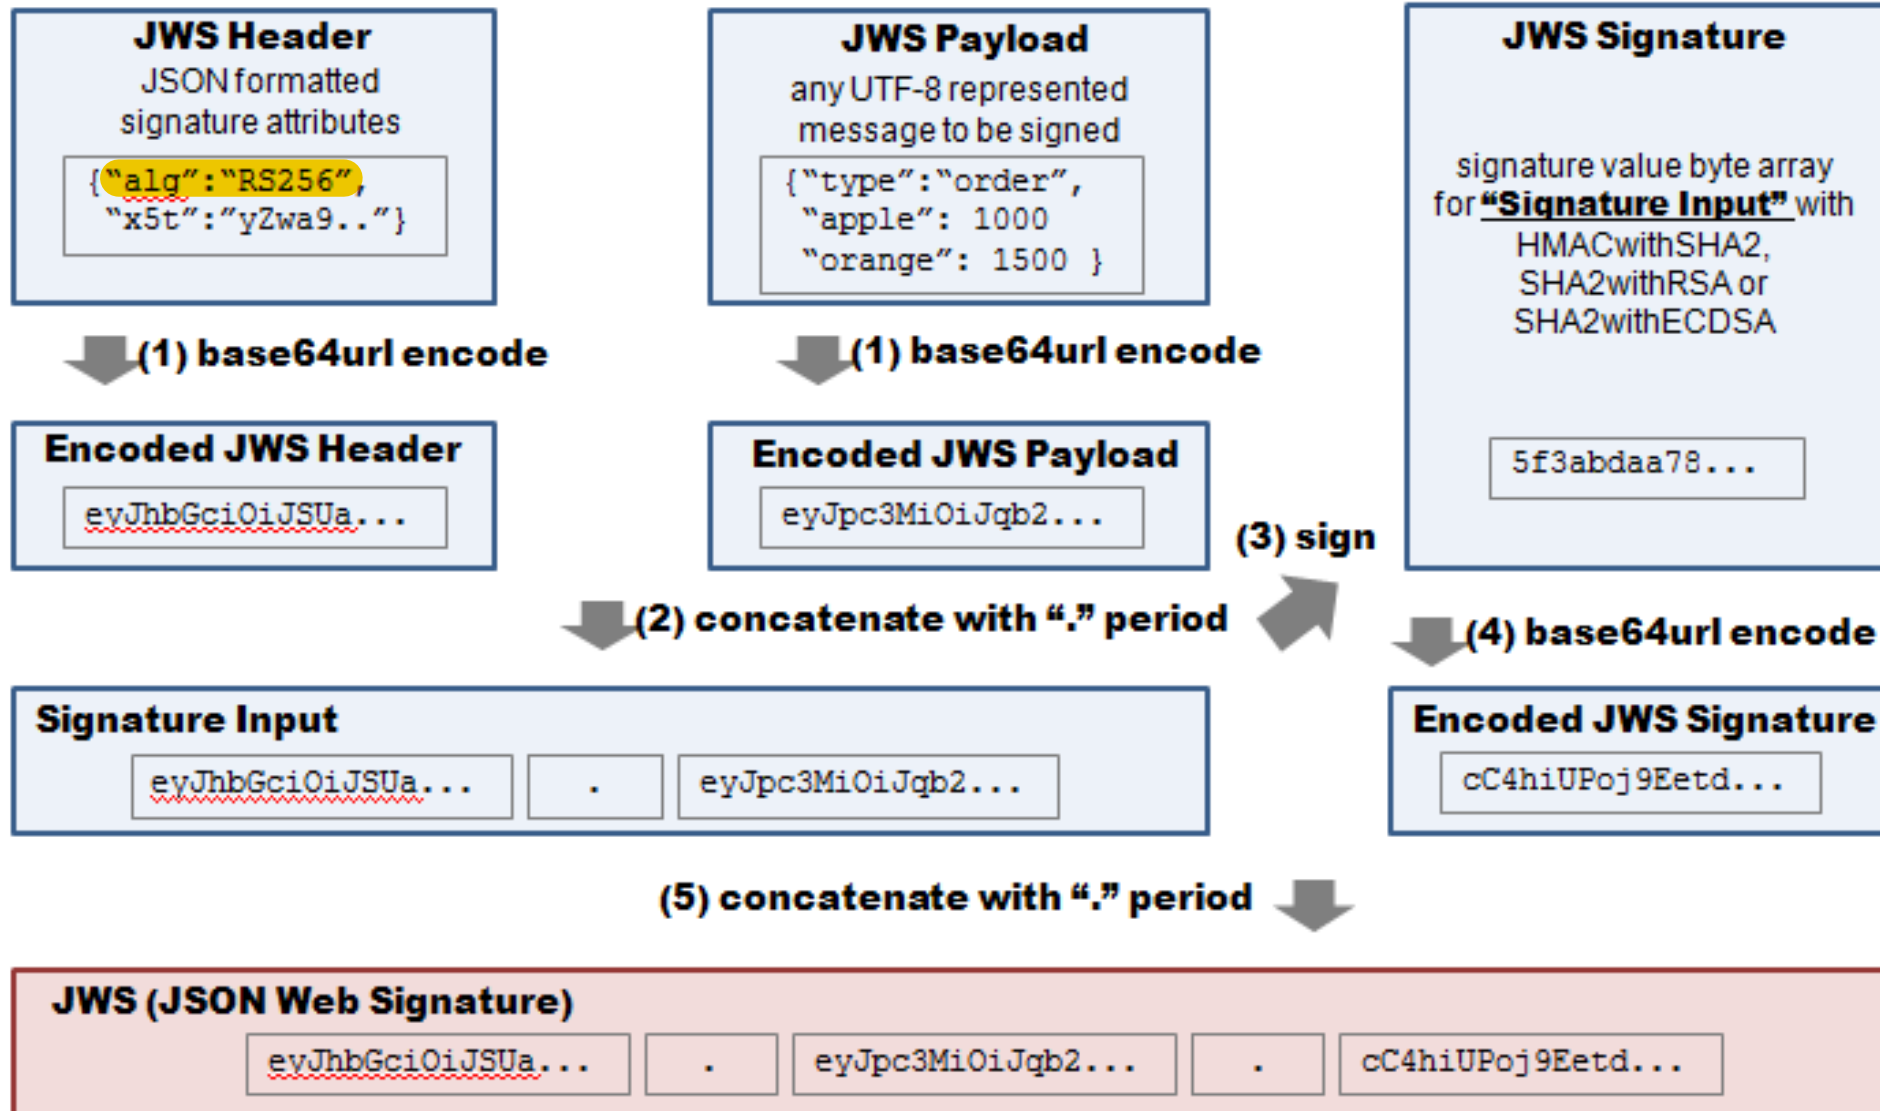 JWS Header
JSON formatted
signature attributes
{“alg”:“RS256”,
“x5t”:”yZwa9..”}
JWS Payload
any UTF-8 represented
message to be signed
{“type”:“order”,
“apple”: 1000
“orange”: 1500 }
JWS Signature
signature value byte array
for “Signature Input” with
HMACwithSHA2,
SHA2withRSA or
SHA2withECDSA
5f3abdaa78...
(1) base64url encode
(1) base64url encode
Encoded JWS Header
eyJhbGciOiJSUa...
Encoded JWS Payload
eyJpc3MiOiJqb2...
(3) sign
(2) concatenate with “.” period
(4) base64url encode
Signature Input
eyJhbGciOiJSUa... . eyJpc3MiOiJqb2...
Encoded JWS Signature
cC4hiUPoj9Eetd...
(5) concatenate with “.” period
JWS (JSON Web Signature)
eyJhbGciOiJSUa... . eyJpc3MiOiJqb2... . cC4hiUPoj9Eetd...